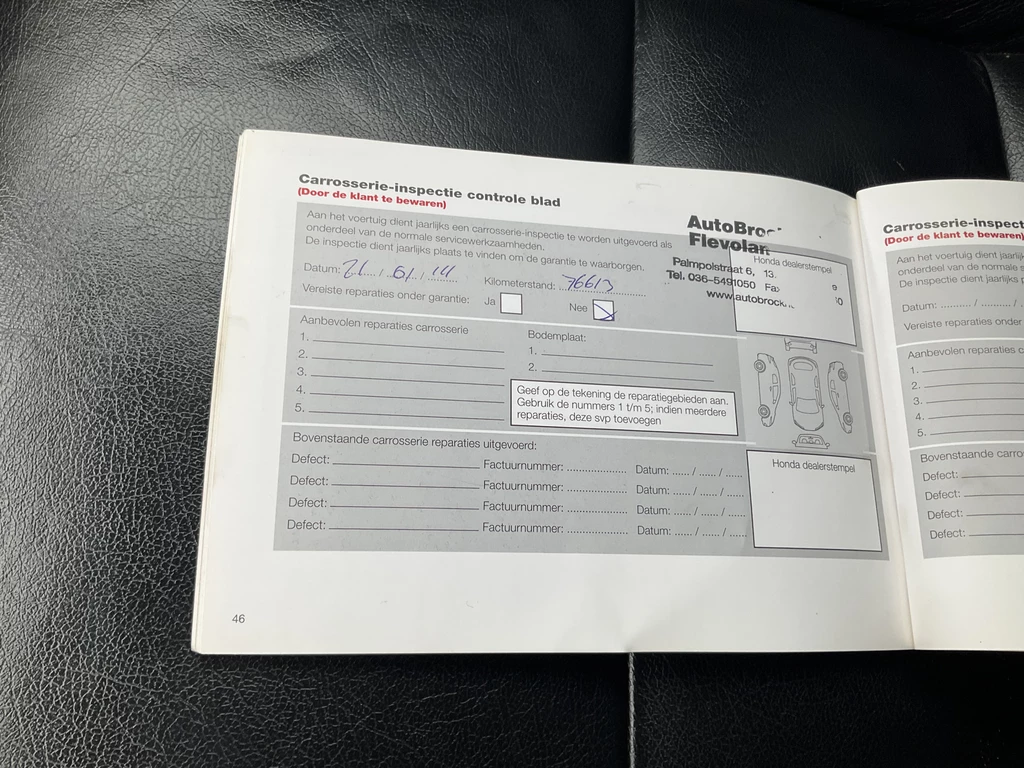 Carrosserie-inspectie controle blad
(Door de klant te bewaren)
Aan het voertuig dient jaarlijks een carrosserie-inspectie te worden uitgevoerd als
onderdeel van de normale servicewerkzaamheden.
De inspectie dient jaarlijks plaats te vinden om de garantie te waarborgen.
Datum: 21 / 01 / 14 Kilometerstand: 76613
Vereiste reparaties onder garantie: Ja Nee
AutoBroc
Flevolan
Palmpolstraat 6, 13
Tel. 036-5491050 Fax
www.autobrock
Honda dealerstempel
Aanbevolen reparaties carrosserie
1.
2.
3.
4.
5.
Bodemplaat:
1.
2.
Geef op de tekening de reparatiegebieden aan.
Gebruik de nummers 1 t/m 5; indien meerdere
reparaties, deze svp toevoegen
Bovenstaande carrosserie reparaties uitgevoerd:
Defect: Factuurnummer: Datum: ...... / ...... / ......
Defect: Factuurnummer: Datum: ...... / ...... / ......
Defect: Factuurnummer: Datum: ...... / ...... / ......
Defect: Factuurnummer: Datum: ...... / ...... / ......
Honda dealerstempel
46
Carrosserie-inspect
(Door de klant te bewaren)
Aan het voertuig dient jaarlij
onderdeel van de normale s
De inspectie dient jaarlijks p
Datum: .......... / .......... /
Vereiste reparaties onder
Aanbevolen reparaties c
1.
2.
3.
4.
5.
Bovenstaande carro
Defect:
Defect:
Defect:
Defect: